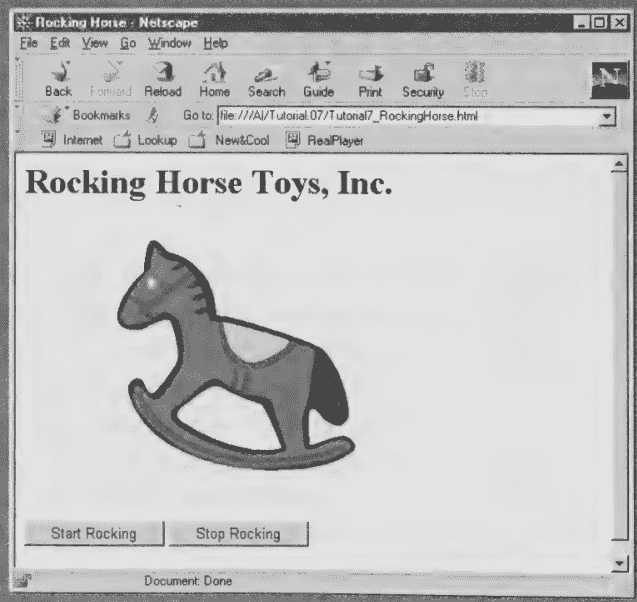 Rocking Horse - Netscape
File Edit View Go Window Help
Back Forward Reload Home Search Guide Print Security Stop
N
Bookmarks Go to: file:///A|/Tutorial.07/Tutorial7_RockingHorse.html
Internet Lookup New&Cool RealPlayer
Rocking Horse Toys, Inc.
Start Rocking Stop Rocking
Document: Done